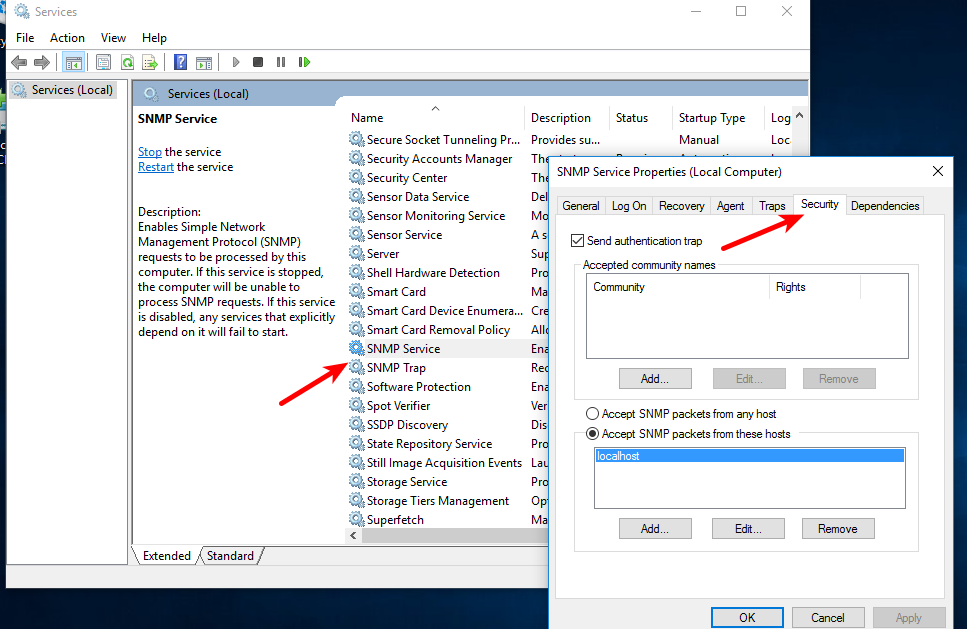 Services
File Action View Help
Services (Local)
Services (Local)
SNMP Service
Stop the service
Restart the service
Description:
Enables Simple Network
Management Protocol (SNMP)
requests to be processed by this
computer. If this service is stopped,
the computer will be unable to
process SNMP requests. If this service
is disabled, any services that explicitly
depend on it will fail to start.
Name Description Status Startup Type Log
Secure Socket Tunneling Pr... Provides su... Manual Loc
Security Accounts Manager The
Security Center The
Sensor Data Service Del
Sensor Monitoring Service Mo
Sensor Service A s
Server Sup
Shell Hardware Detection Pro
Smart Card Ma
Smart Card Device Enumera... Cre
Smart Card Removal Policy Allo
SNMP Service Ena
SNMP Trap Rec
Software Protection Ena
Spot Verifier Ver
SSDP Discovery Dis
State Repository Service Pro
Still Image Acquisition Events Lau
Storage Service Pro
Storage Tiers Management Opt
Superfetch Ma
Extended Standard
SNMP Service Properties (Local Computer)
General Log On Recovery Agent Traps Security Dependencies
Send authentication trap
Accepted community names
Community Rights
Add... Edit... Remove
Accept SNMP packets from any host
Accept SNMP packets from these hosts
localhost
Add... Edit... Remove
OK Cancel Apply